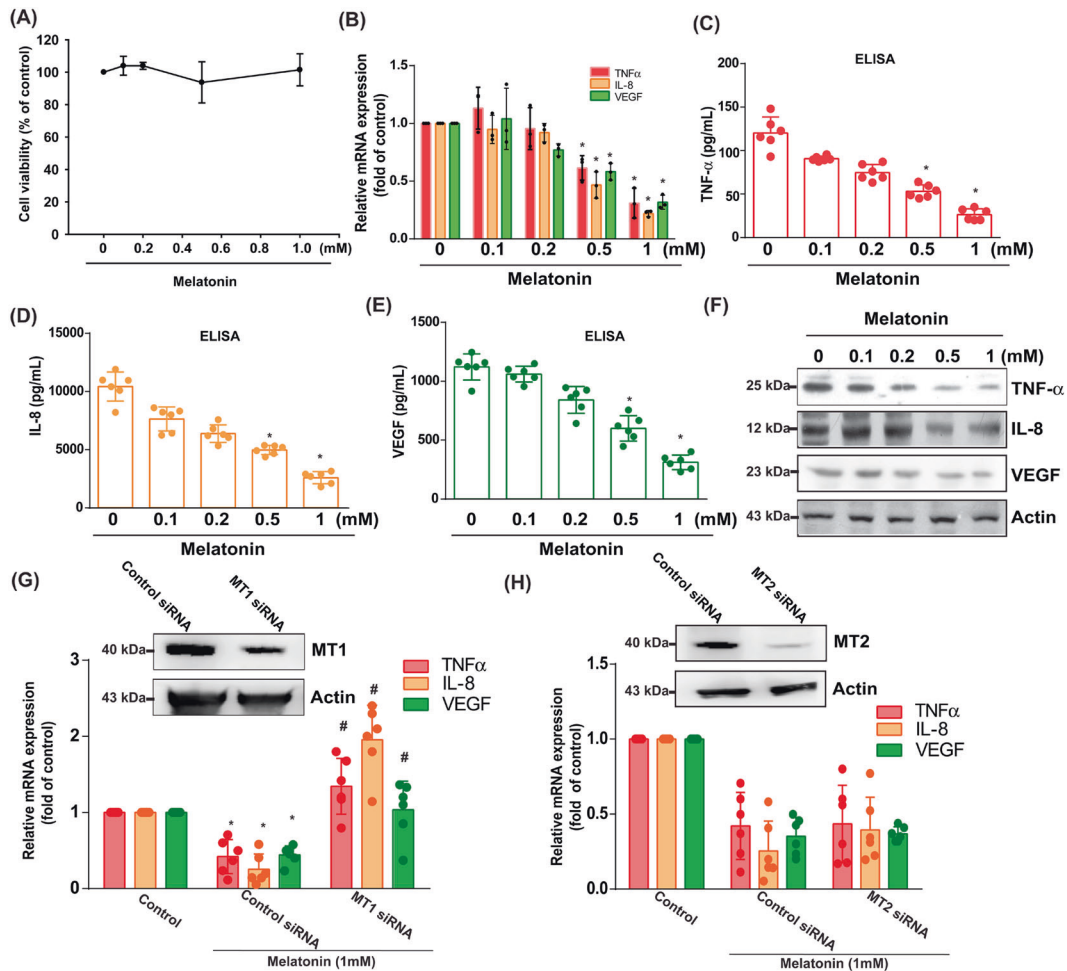 (A)
Cell viability (% of control)
120
100
80
60
40
20
0
0 0.2 0.4 0.6 0.8 1.0 (mM)
Melatonin
(B)
Relative mRNA expression
(fold of control)
1.5
1.0
0.5
0.0
TNFα
IL-8
VEGF
* * * * * *
0 0.1 0.2 0.5 1 (mM)
Melatonin
(C)
ELISA
TNF-α
(pg/mL)
200
150
100
50
0
* *
0 0.1 0.2 0.5 1 (mM)
Melatonin
(D)
ELISA
IL-8 (pg/mL)
15000
10000
5000
0
* *
0 0.1 0.2 0.5 1 (mM)
Melatonin
(E)
ELISA
VEGF (pg/mL)
1500
1000
500
0
* *
0 0.1 0.2 0.5 1 (mM)
Melatonin
(F)
Melatonin
0 0.1 0.2 0.5 1 (mM)
25 kDa TNF-α
12 kDa IL-8
23 kDa VEGF
43 kDa Actin
(G)
Control siRNA
MT1 siRNA
40 kDa MT1
43 kDa Actin
Relative mRNA expression
(fold of control)
3
2
1
0
TNFα
IL-8
VEGF
* * *
# # #
Control
Control siRNA
MT1 siRNA
Melatonin (1mM)
(H)
Control siRNA
MT2 siRNA
40 kDa MT2
43 kDa Actin
Relative mRNA expression
(fold of control)
1.5
1.0
0.5
0.0
TNFα
IL-8
VEGF
Control
Control siRNA
MT2 siRNA
Melatonin (1mM)